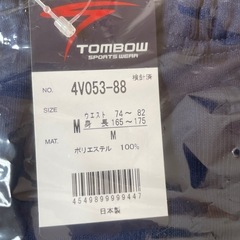 TOMBOW
SPORTS WEAR
検針済
NO. 4V053-88
SIZE ウエスト 74〜 82
M 身 長 165〜175
M
MAT. ポリエステル 100%
4549899999447
日本製